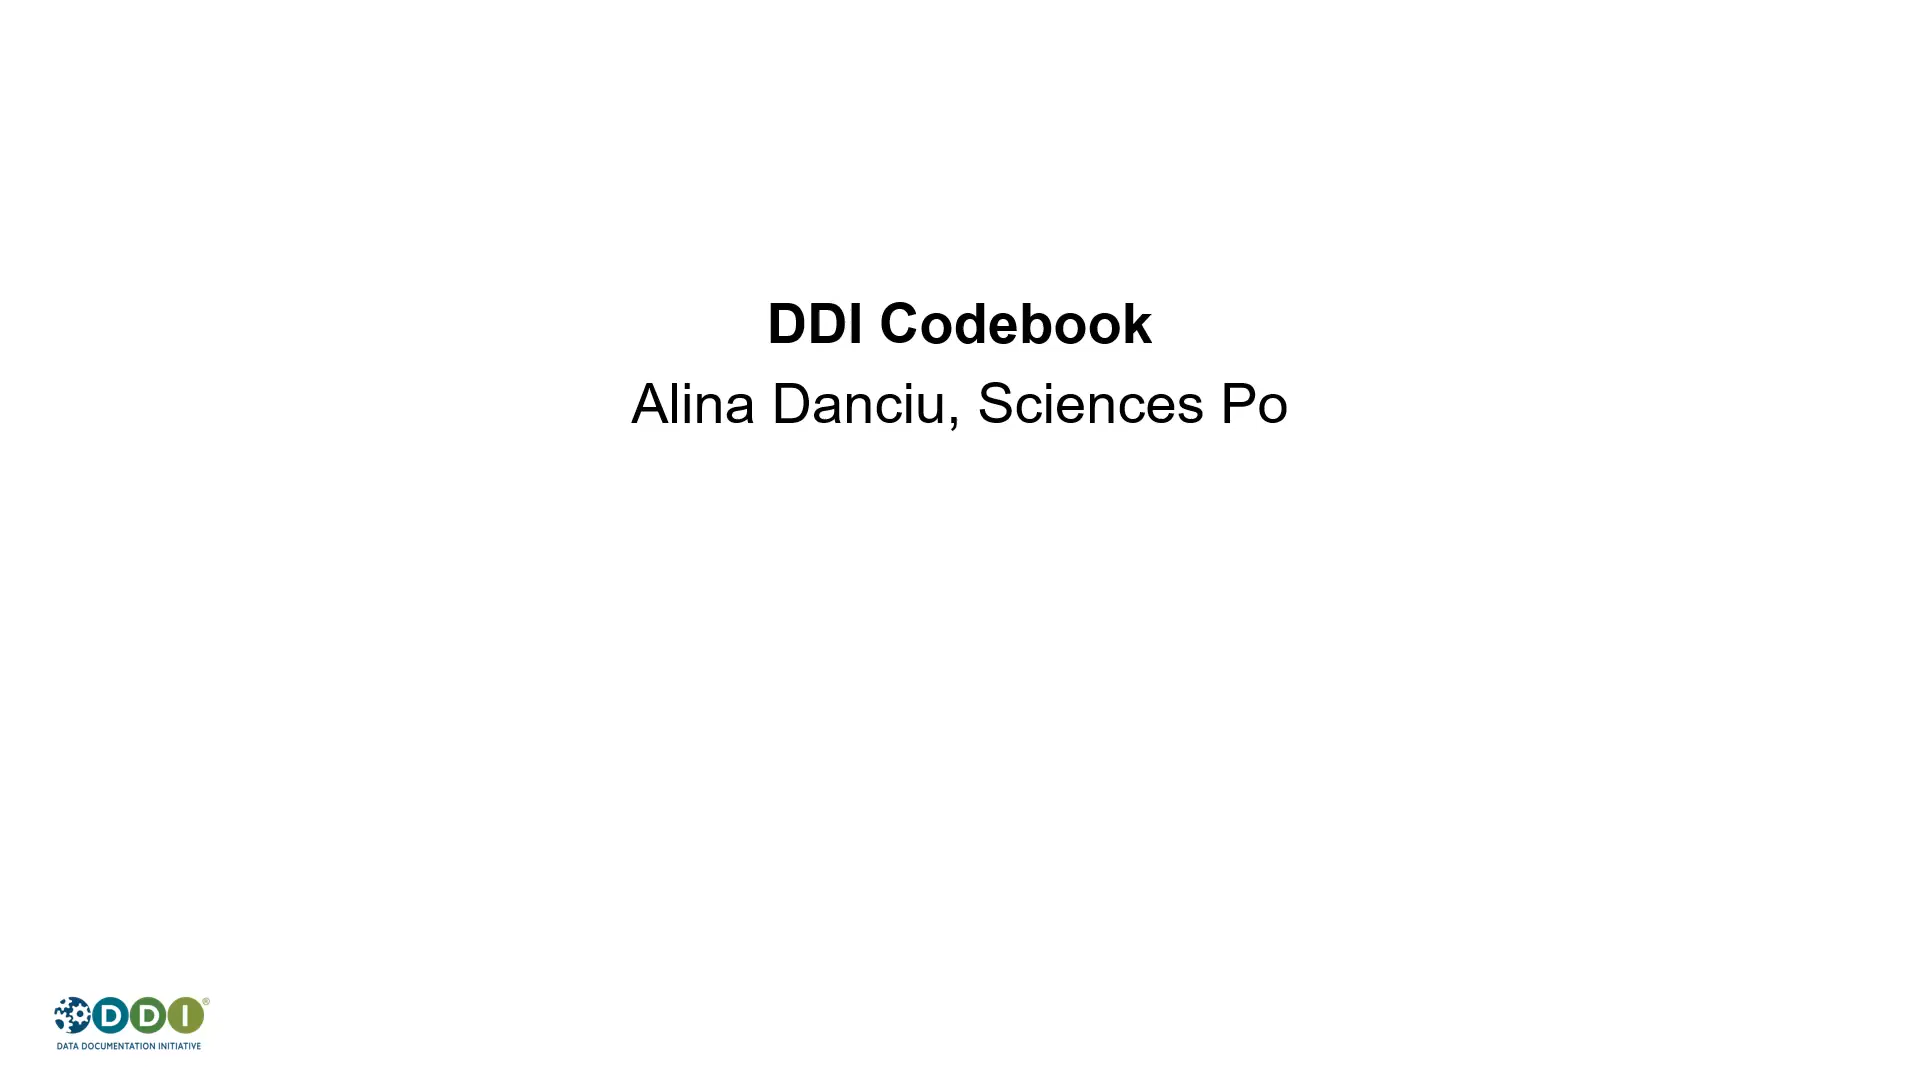 DDI Codebook
Alina Danciu, Sciences Po
DDI®
DATA DOCUMENTATION INITIATIVE